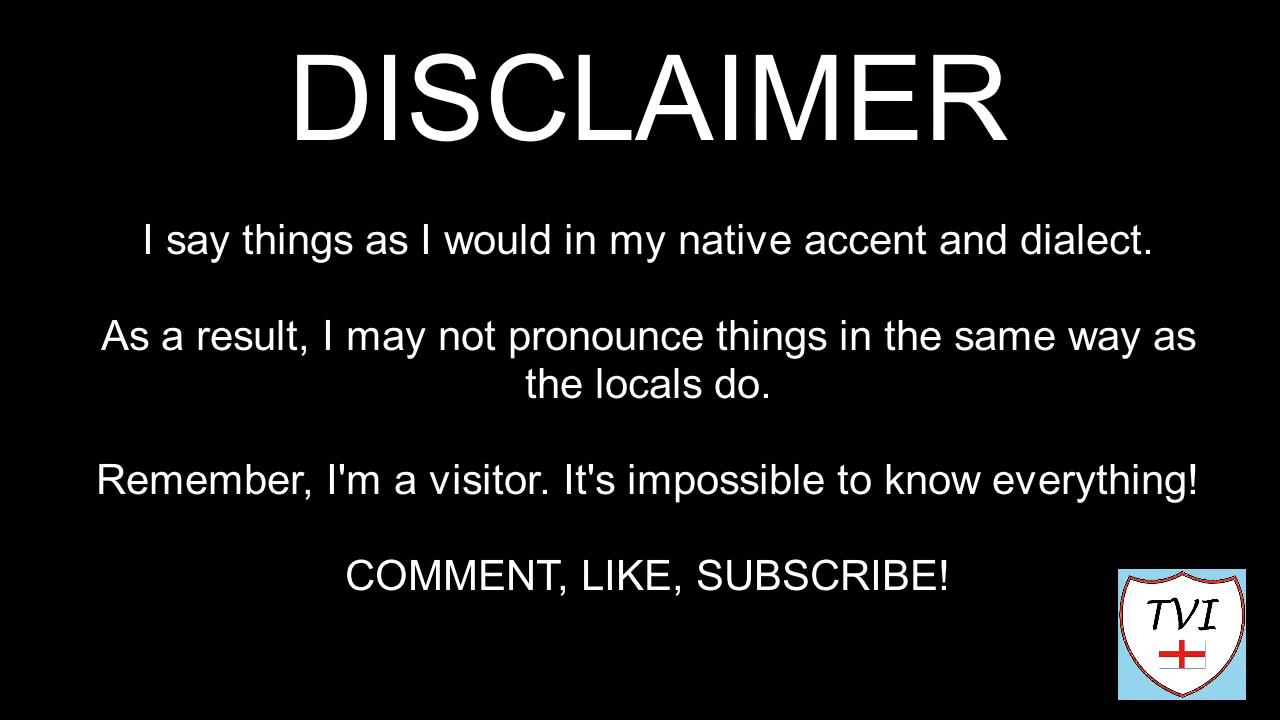 DISCLAIMER
I say things as I would in my native accent and dialect.
As a result, I may not pronounce things in the same way as
the locals do.
Remember, I'm a visitor. It's impossible to know everything!
COMMENT, LIKE, SUBSCRIBE!
TVI